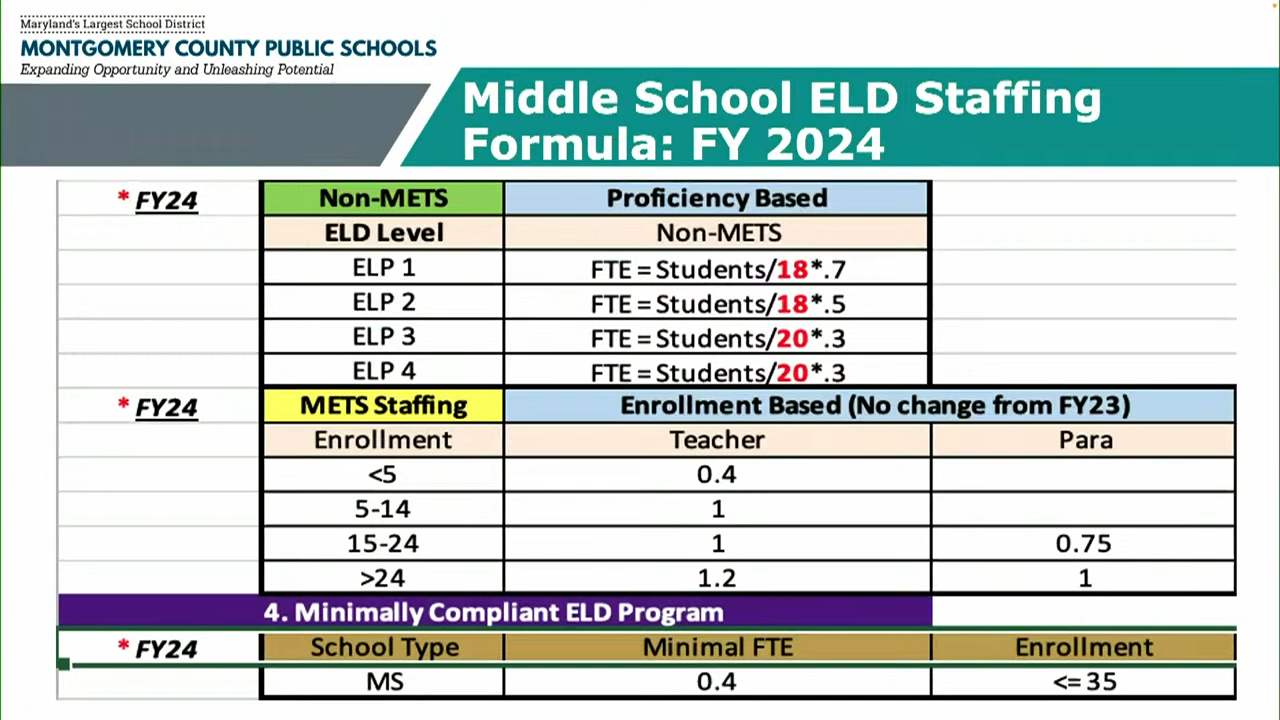 Maryland's Largest School District
MONTGOMERY COUNTY PUBLIC SCHOOLS
Expanding Opportunity and Unleashing Potential
Middle School ELD Staffing
Formula: FY 2024
* FY24 Non-METS Proficiency Based
ELD Level Non-METS
ELP 1 FTE = Students/18*.7
ELP 2 FTE = Students/18*.5
ELP 3 FTE = Students/20*.3
ELP 4 FTE = Students/20*.3
* FY24 METS Staffing Enrollment Based (No change from FY23)
Enrollment Teacher Para
<5 0.4
5-14 1
15-24 1 0.75
>24 1.2 1
4. Minimally Compliant ELD Program
* FY24 School Type Minimal FTE Enrollment
MS 0.4 <= 35